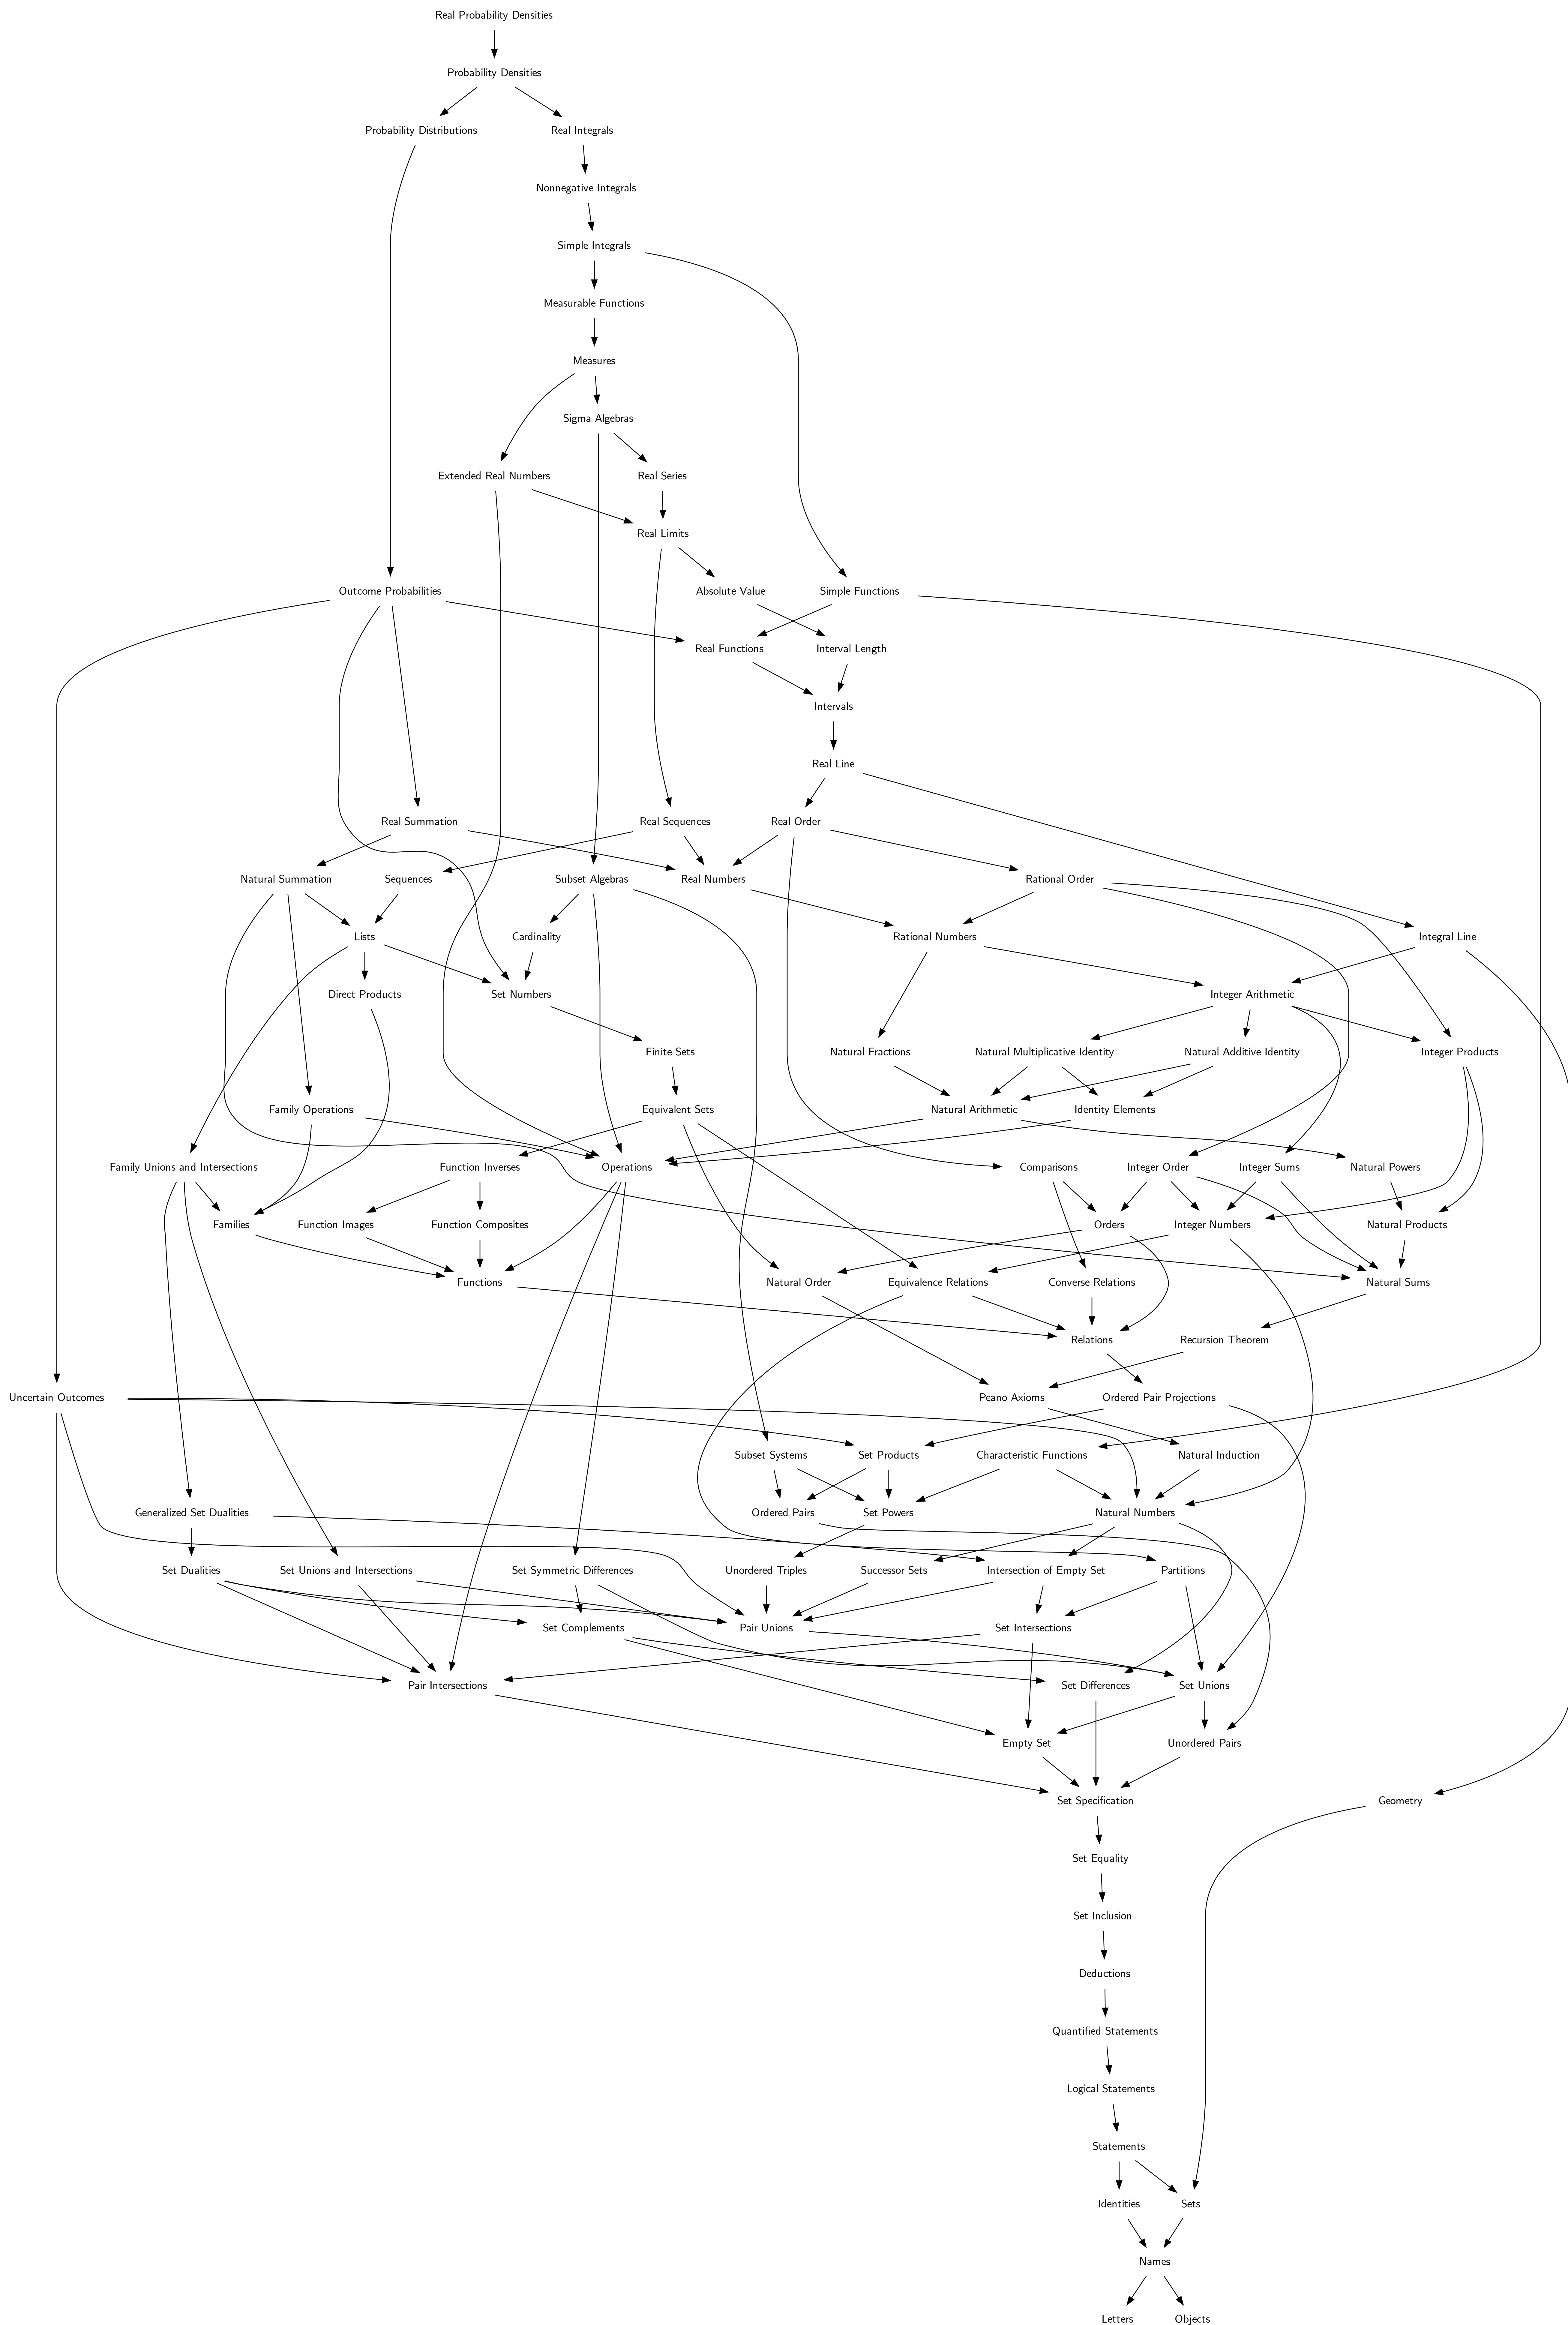 Real Probability Densities
Probability Densities
Probability Distributions
Real Integrals
Nonnegative Integrals
Simple Integrals
Measurable Functions
Measures
Sigma Algebras
Extended Real Numbers
Real Series
Real Limits
Outcome Probabilities
Absolute Value
Simple Functions
Real Functions
Interval Length
Intervals
Real Line
Real Summation
Real Sequences
Real Order
Natural Summation
Sequences
Subset Algebras
Real Numbers
Rational Order
Lists
Cardinality
Rational Numbers
Integral Line
Direct Products
Set Numbers
Integer Arithmetic
Finite Sets
Natural Fractions
Natural Multiplicative Identity
Natural Additive Identity
Integer Products
Family Operations
Equivalent Sets
Natural Arithmetic
Identity Elements
Family Unions and Intersections
Function Inverses
Operations
Comparisons
Integer Order
Integer Sums
Natural Powers
Families
Function Images
Function Composites
Orders
Integer Numbers
Natural Products
Functions
Natural Order
Equivalence Relations
Converse Relations
Natural Sums
Relations
Recursion Theorem
Uncertain Outcomes
Peano Axioms
Ordered Pair Projections
Subset Systems
Set Products
Characteristic Functions
Natural Induction
Generalized Set Dualities
Ordered Pairs
Set Powers
Natural Numbers
Set Dualities
Set Unions and Intersections
Set Symmetric Differences
Unordered Triples
Successor Sets
Intersection of Empty Set
Partitions
Set Complements
Pair Unions
Set Intersections
Pair Intersections
Set Differences
Set Unions
Empty Set
Unordered Pairs
Set Specification
Geometry
Set Equality
Set Inclusion
Deductions
Quantified Statements
Logical Statements
Statements
Identities
Sets
Names
Letters
Objects